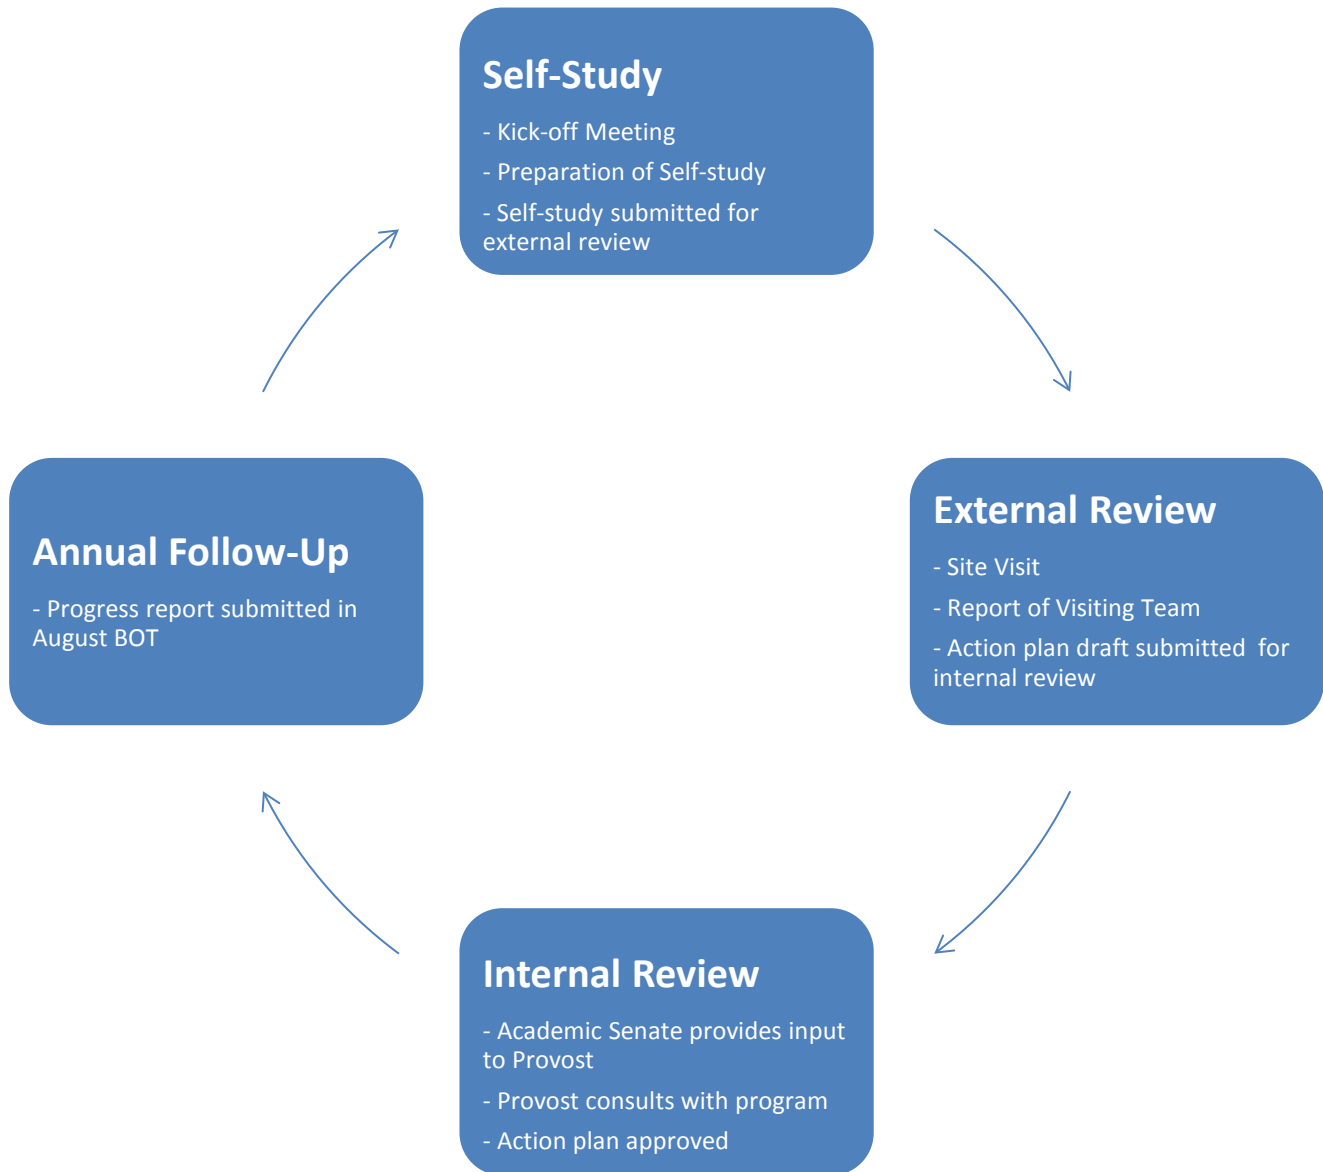 Self-Study
- Kick-off Meeting
- Preparation of Self-study
- Self-study submitted for
external review
External Review
- Site Visit
- Report of Visiting Team
- Action plan draft submitted  for
internal review
Internal Review
- Academic Senate provides input
to Provost
- Provost consults with program
- Action plan approved
Annual Follow-Up
- Progress report submitted in
August BOT